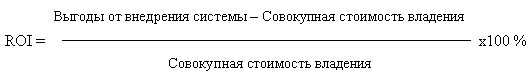 Выгоды от внедрения системы – Совокупная стоимость владения
ROI = x100 %
Совокупная стоимость владения